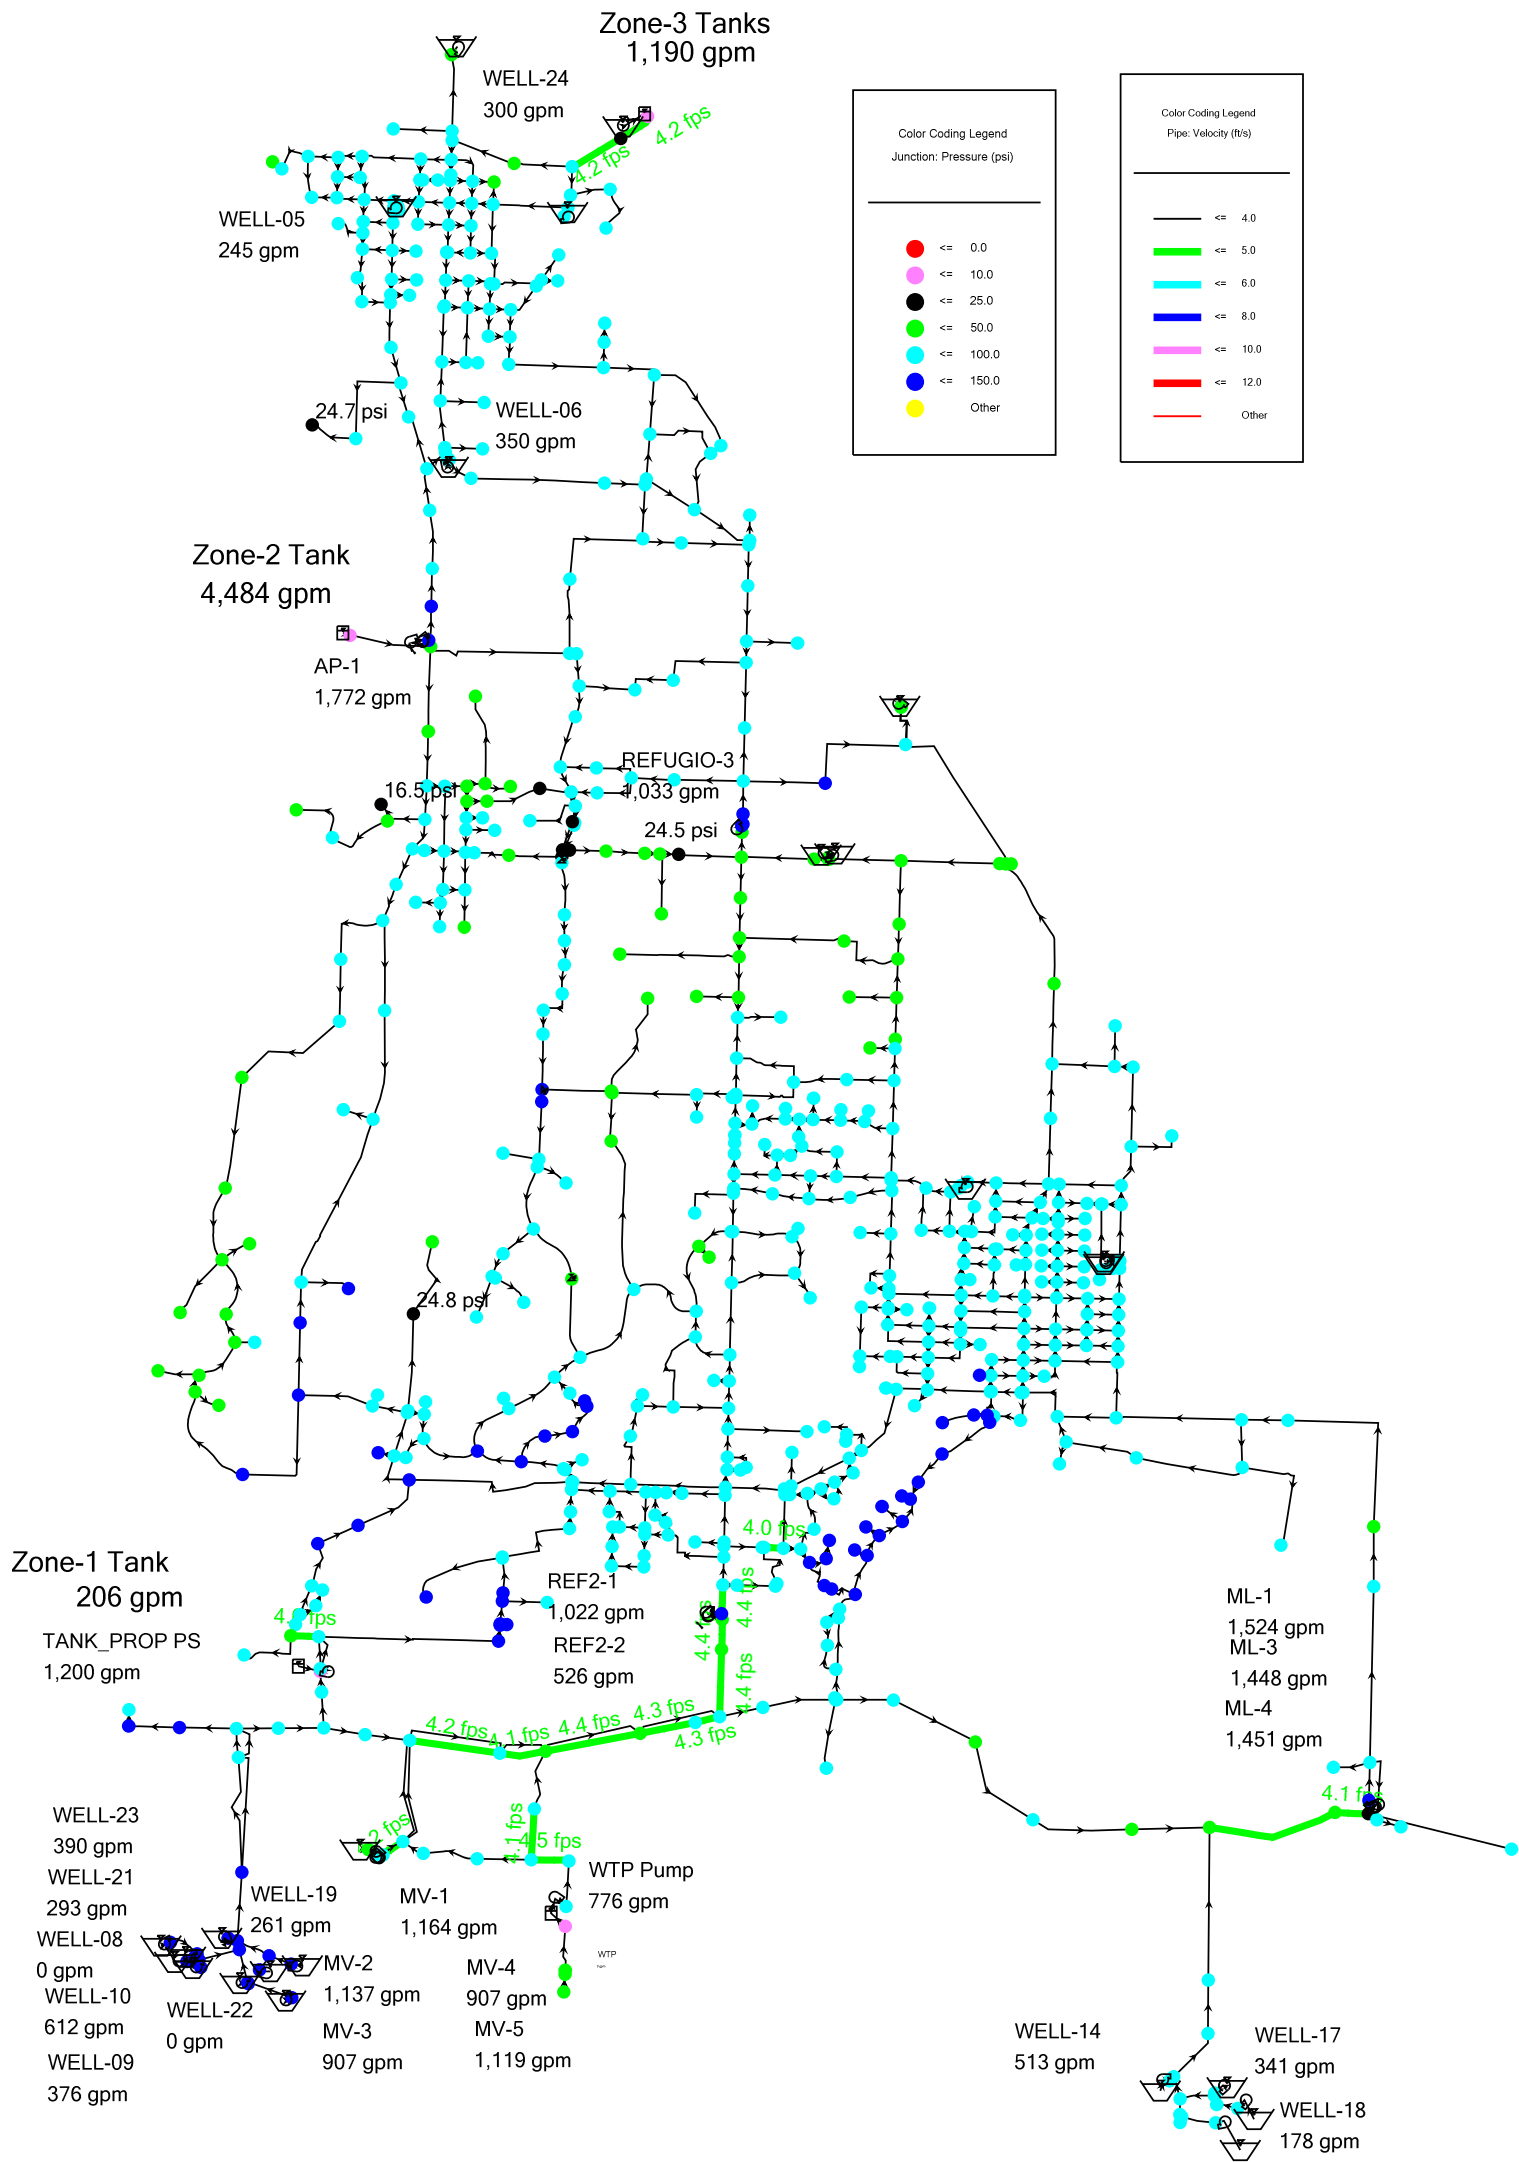 Zone-3 Tanks
1,190 gpm
WELL-24
300 gpm
4.2 fps
4.2 fps
Color Coding Legend
Junction: Pressure (psi)
<= 0.0
<= 10.0
<= 25.0
<= 50.0
<= 100.0
<= 150.0
Other
Color Coding Legend
Pipe: Velocity (ft/s)
<= 4.0
<= 5.0
<= 6.0
<= 8.0
<= 10.0
<= 12.0
Other
WELL-05
245 gpm
24.7 psi
WELL-06
350 gpm
Zone-2 Tank
4,484 gpm
AP-1
1,772 gpm
REFUGIO-3
1,033 gpm
16.5 psi
24.5 psi
24.8 psi
4.0 fps
Zone-1 Tank
206 gpm
TANK_PROP PS
1,200 gpm
REF2-1
1,022 gpm
REF2-2
526 gpm
4.4 fps
4.4 fps
4.4 fps
ML-1
1,524 gpm
ML-3
1,448 gpm
ML-4
1,451 gpm
4.2 fps
4.4 fps
4.3 fps
4.3 fps
4.1 fps
WELL-23
390 gpm
WELL-21
293 gpm
WELL-08
0 gpm
WELL-10
612 gpm
WELL-09
376 gpm
WELL-19
261 gpm
WELL-22
0 gpm
MV-1
1,164 gpm
MV-2
1,137 gpm
MV-3
907 gpm
4.1 fps
4.5 fps
WTP Pump
776 gpm
WTP
MV-4
907 gpm
MV-5
1,119 gpm
WELL-14
513 gpm
WELL-17
341 gpm
WELL-18
178 gpm